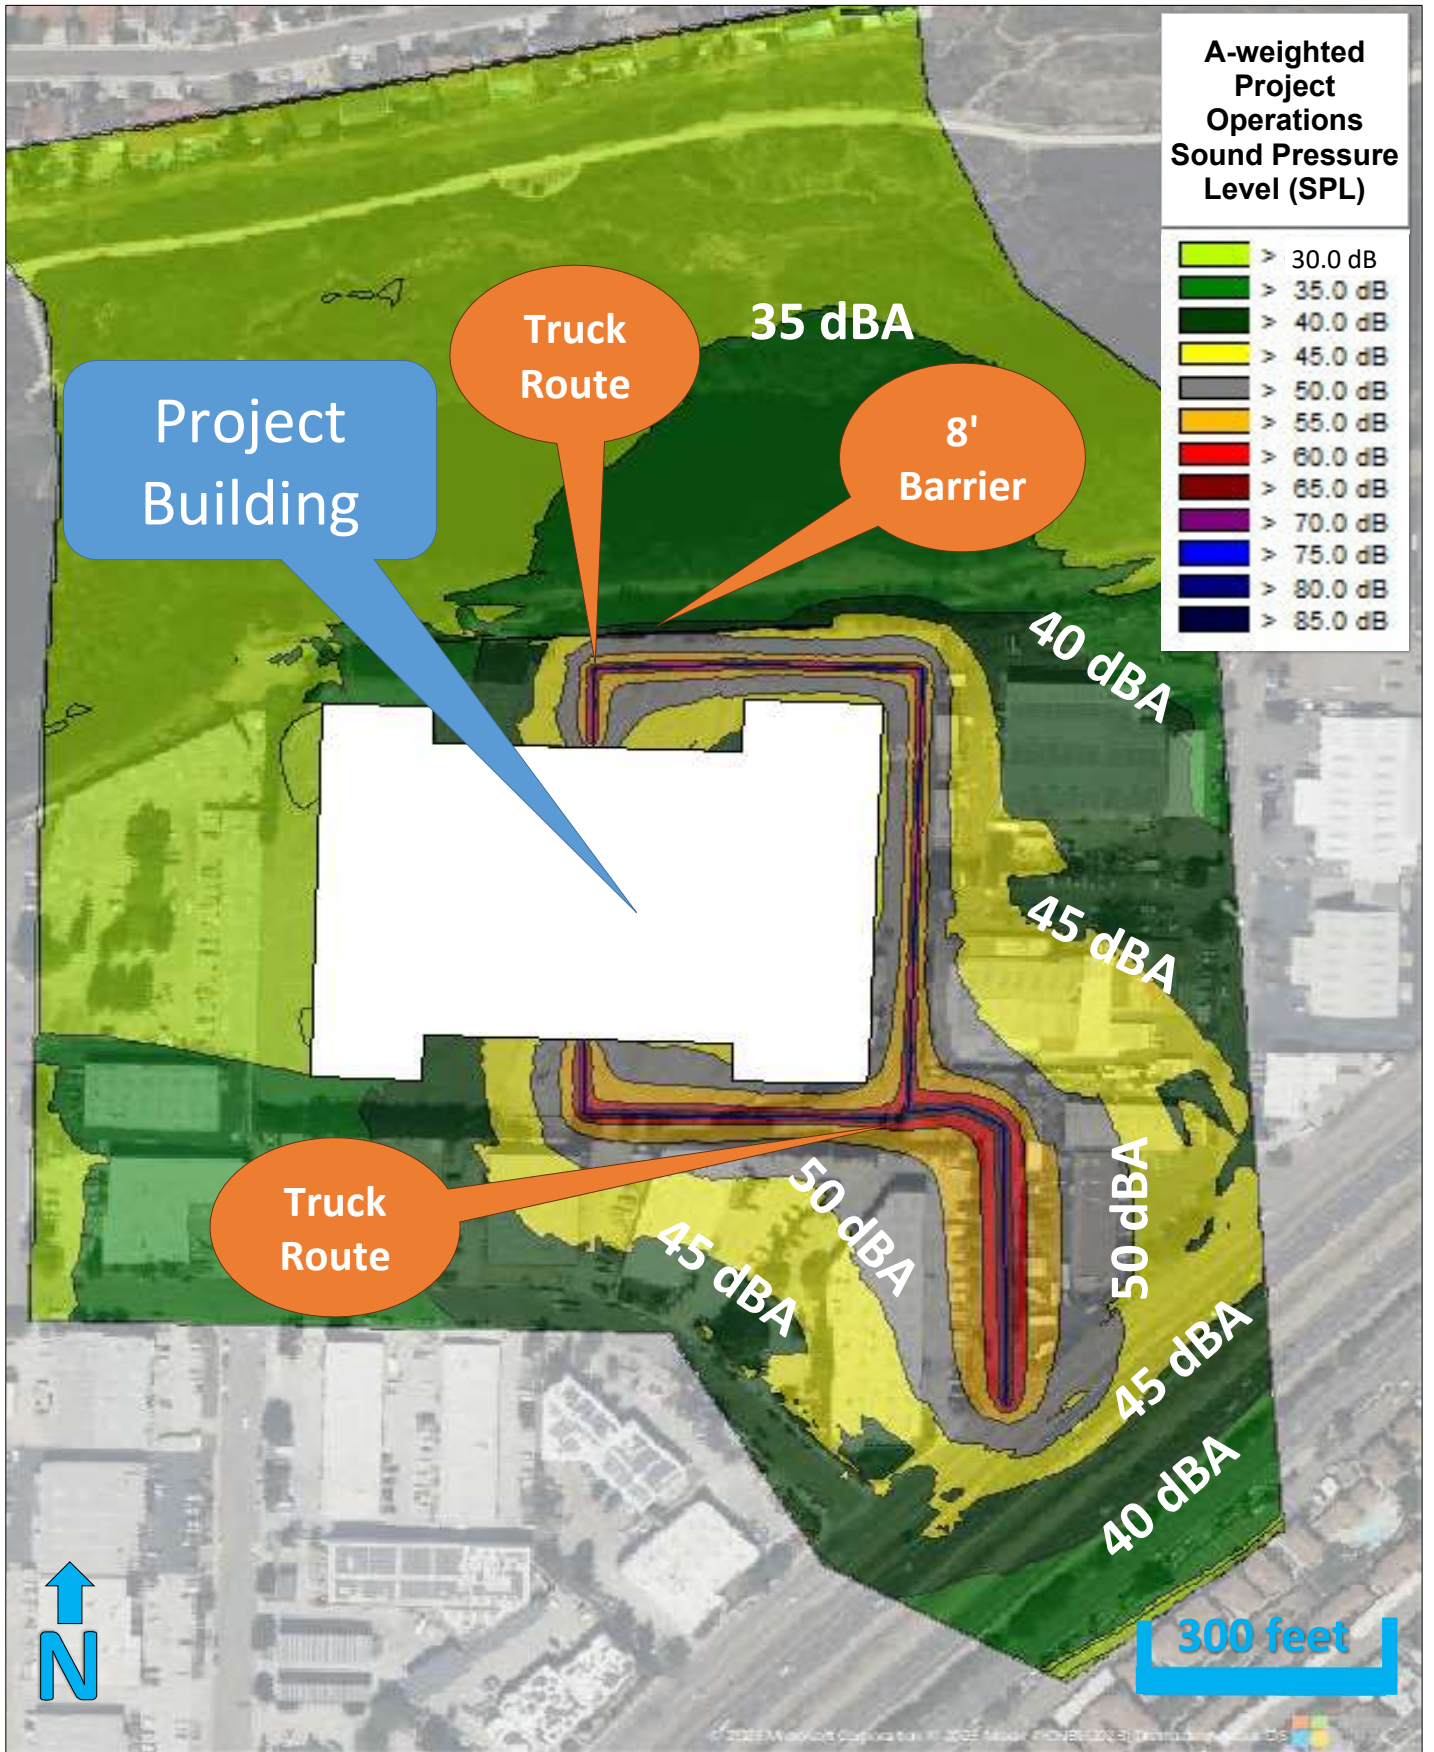 A-weighted
Project
Operations
Sound Pressure
Level (SPL)
> 30.0 dB
> 35.0 dB
> 40.0 dB
> 45.0 dB
> 50.0 dB
> 55.0 dB
> 60.0 dB
> 65.0 dB
> 70.0 dB
> 75.0 dB
> 80.0 dB
> 85.0 dB
35 dBA
Truck
Route
Project
Building
8'
Barrier
40 dBA
45 dBA
50 dBA
50 dBA
Truck
Route
45 dBA
45 dBA
40 dBA
N
300 feet